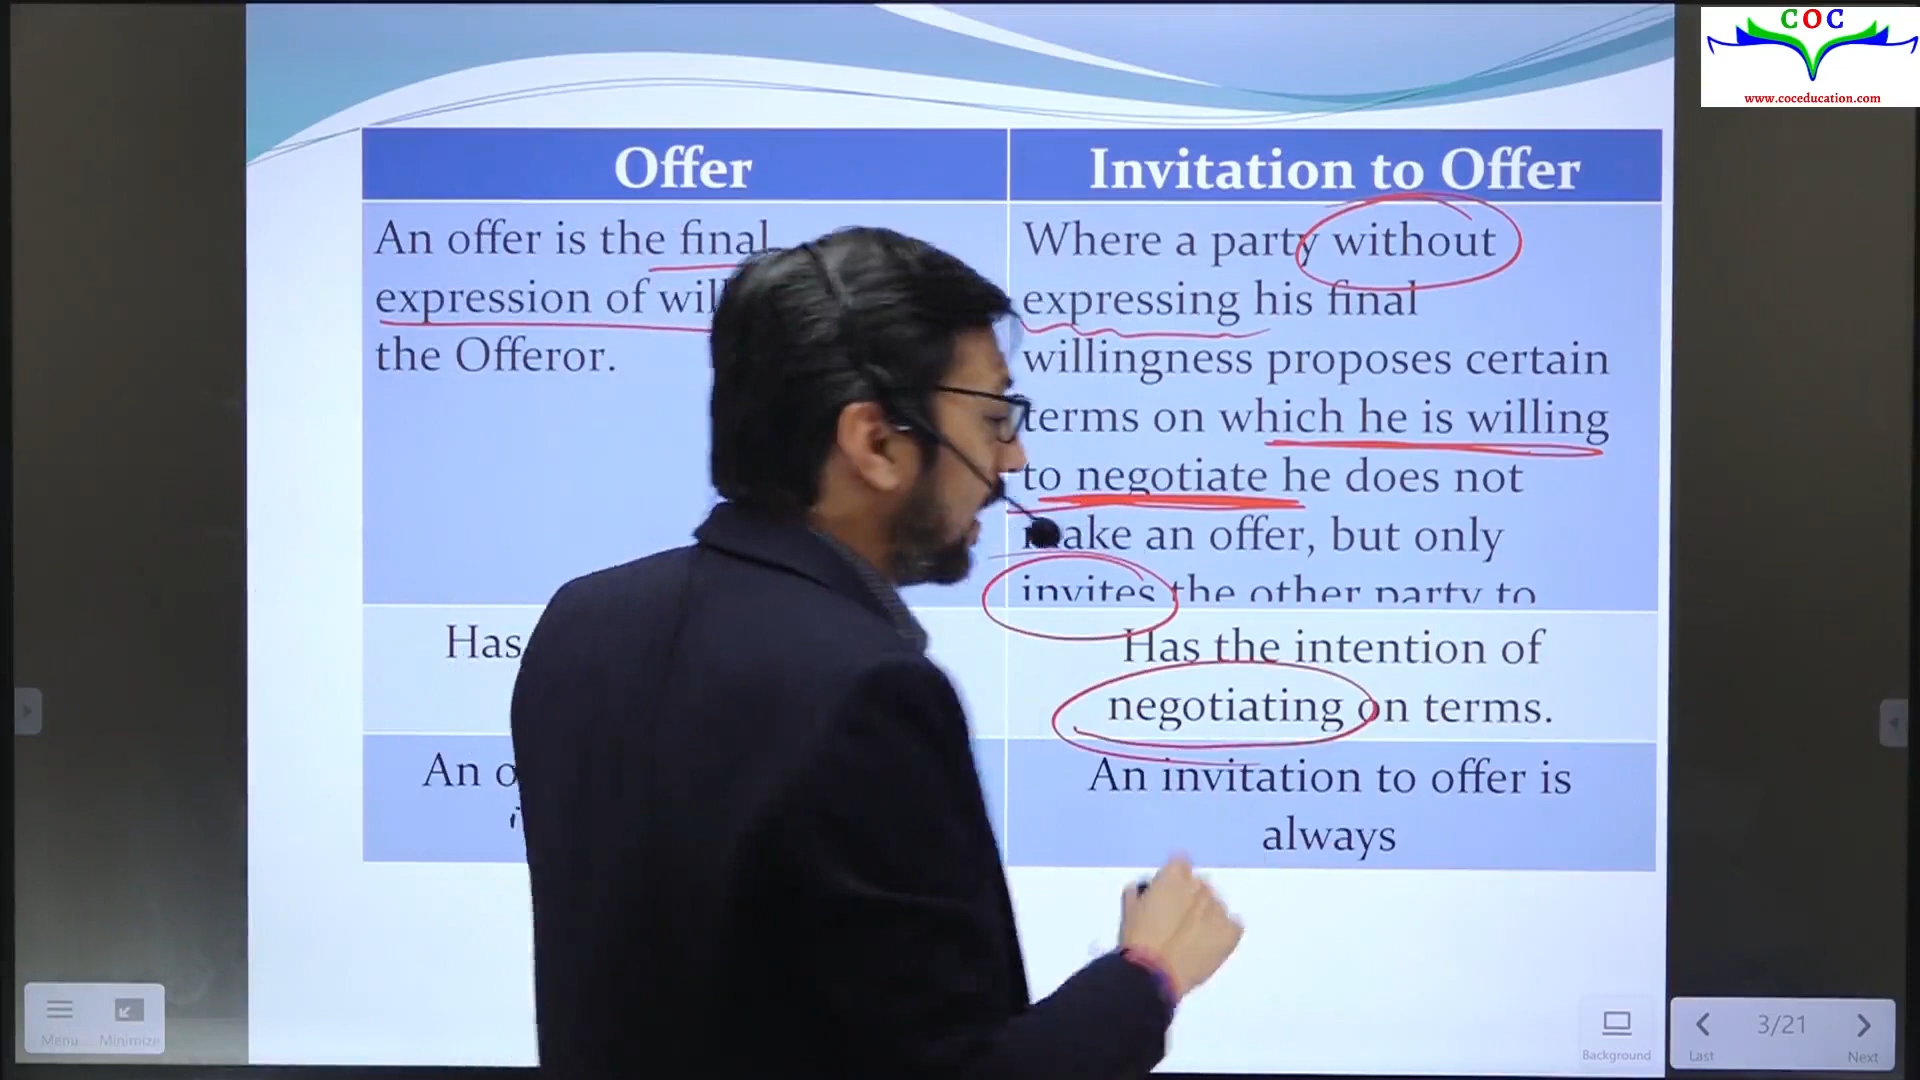 COC
www.coceducation.com
Offer
Invitation to Offer
An offer is the final
expression of
the Offeror.
Where a party without
expressing his final
willingness proposes certain
terms on which he is willing
to negotiate he does not
make an offer, but only
invites the other party to
Has
Has the intention of
negotiating on terms.
An
An invitation to offer is
always
Menu
Minimize
Background
3/21
Last
Next